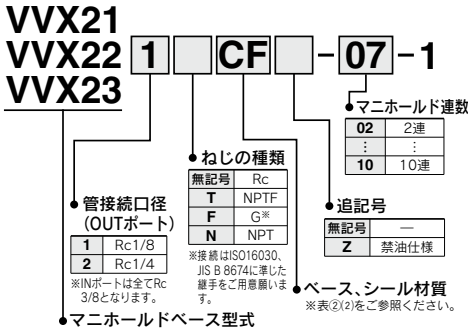 VVX21
VVX22 1 CF - 07 - 1
VVX23
マニホールド連数
02 2連
⋮ ⋮
10 10連
ねじの種類
無記号 Rc
T NPTF
F G※
N NPT
※接続はISO16030、
JIS B 8674に準じた
継手をご用意願いま
す。
追記号
無記号 —
Z 禁油仕様
管接続口径
(OUTポート)
1 Rc1/8
2 Rc1/4
※INポートは全てRc
3/8となります。
ベース、シール材質
※表②⑵をご参照ください。
マニホールドベース型式